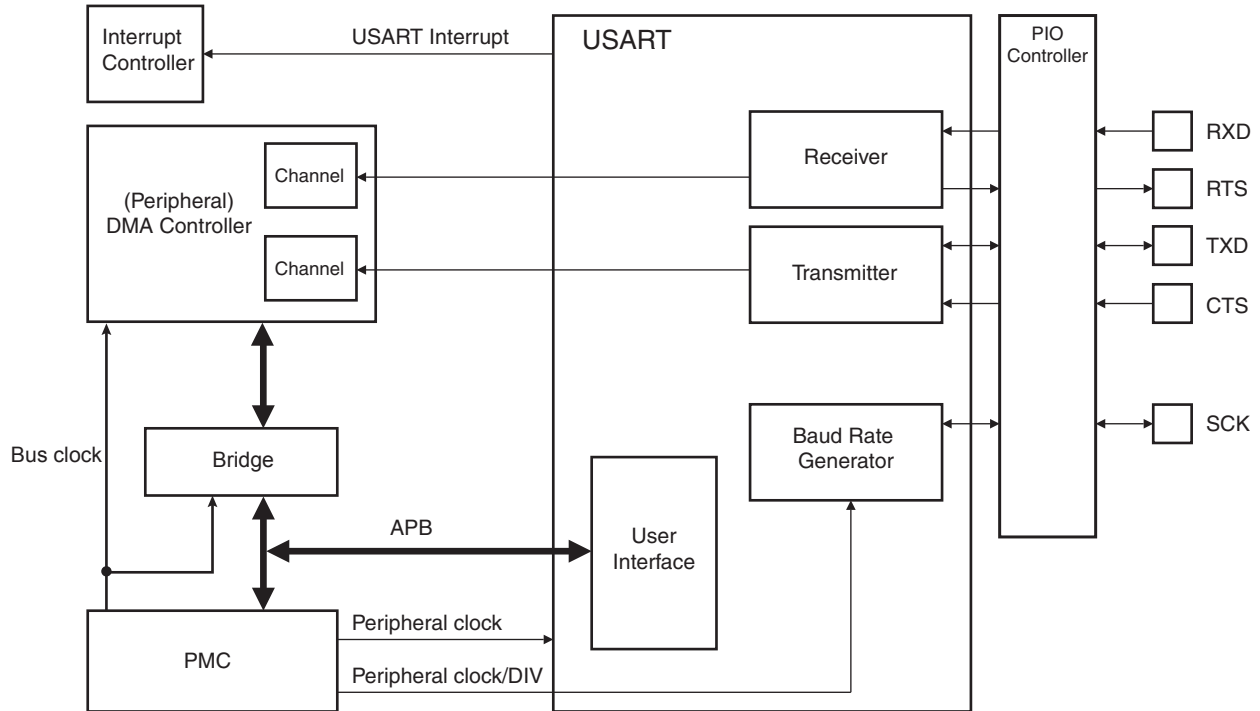 Interrupt
Controller
USART Interrupt
USART
PIO
Controller
(Peripheral)
DMA Controller
Channel
Channel
Receiver
Transmitter
RXD
RTS
TXD
CTS
SCK
Baud Rate
Generator
Bus clock
Bridge
APB
User
Interface
PMC
Peripheral clock
Peripheral clock/DIV